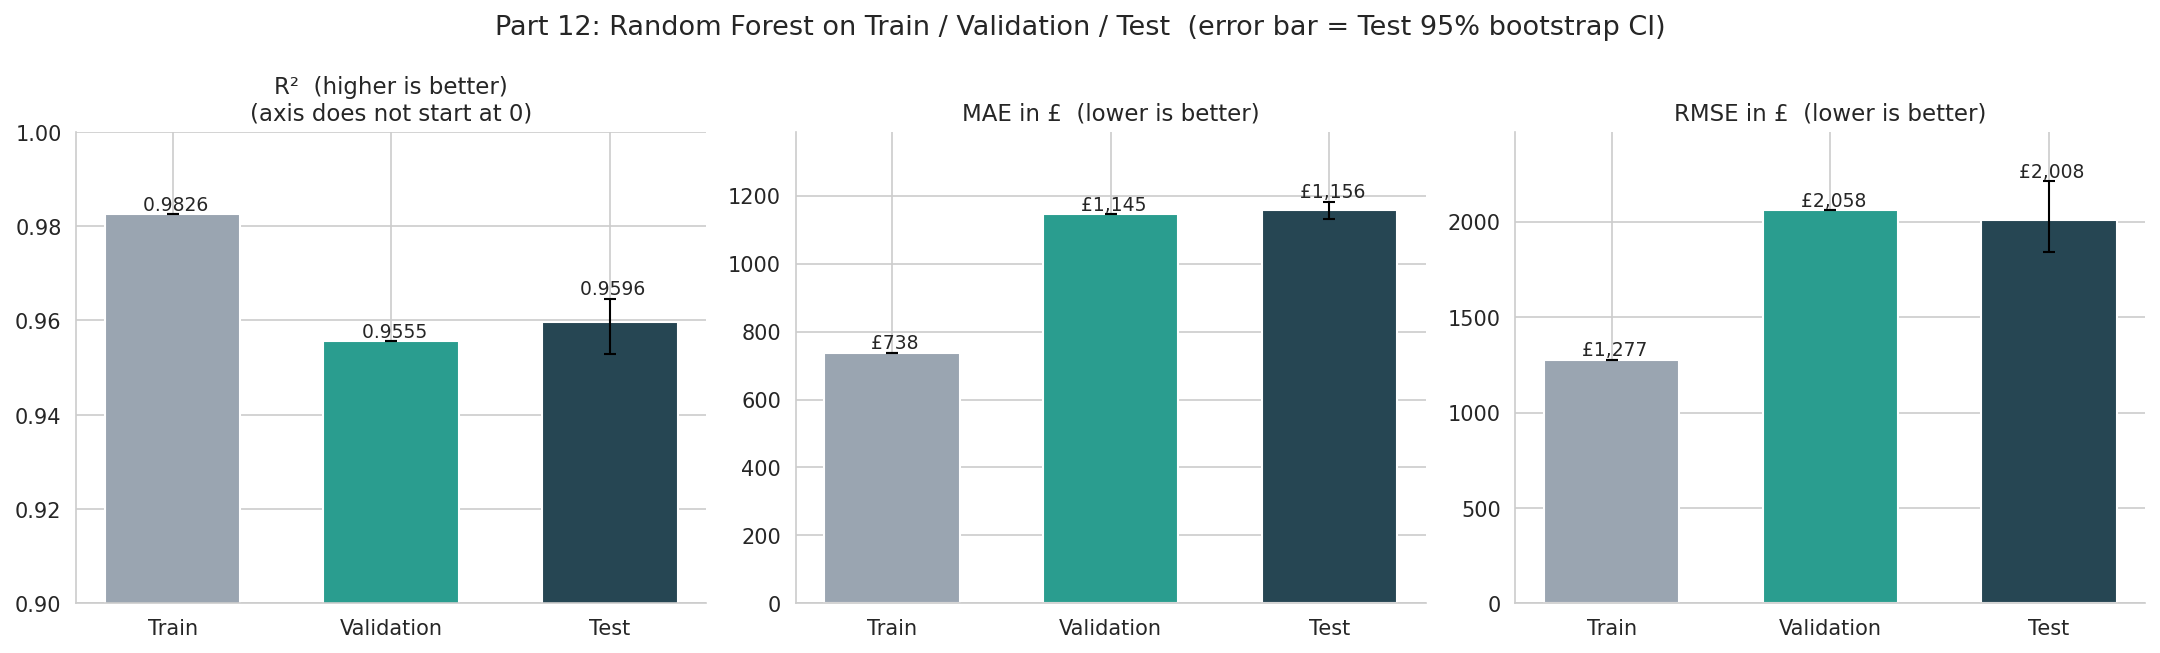 Part 12: Random Forest on Train / Validation / Test  (error bar = Test 95% bootstrap CI)
R²  (higher is better)
(axis does not start at 0)
1.00
0.98
0.96
0.94
0.92
0.90
0.9826
0.9555
0.9596
Train
Validation
Test
MAE in £  (lower is better)
1200
1000
800
600
400
200
0
£738
£1,145
£1,156
Train
Validation
Test
RMSE in £  (lower is better)
2000
1500
1000
500
0
£1,277
£2,058
£2,008
Train
Validation
Test